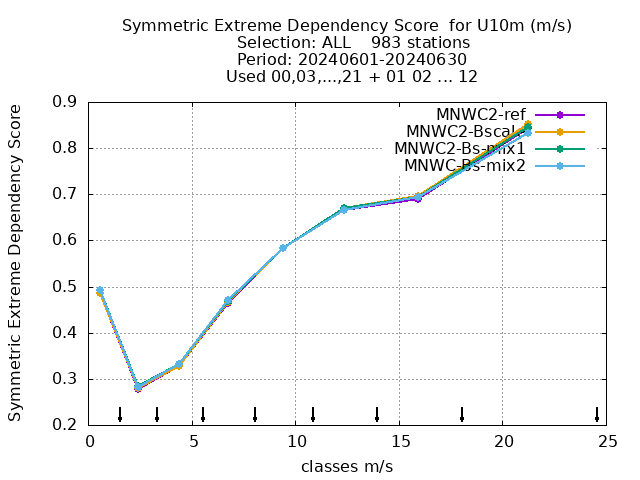 Symmetric Extreme Dependency Score for U10m (m/s)
Selection: ALL 983 stations
Period: 20240601-20240630
Used 00,03,...,21 + 01 02 ... 12
Symmetric Extreme Dependency Score
0.9
0.8
0.7
0.6
0.5
0.4
0.3
0.2
MNWC2-ref
MNWC2-Bscale
MNWC2-Bs-mix1
MNWC-Bs-mix2
0 5 10 15 20 25
classes m/s